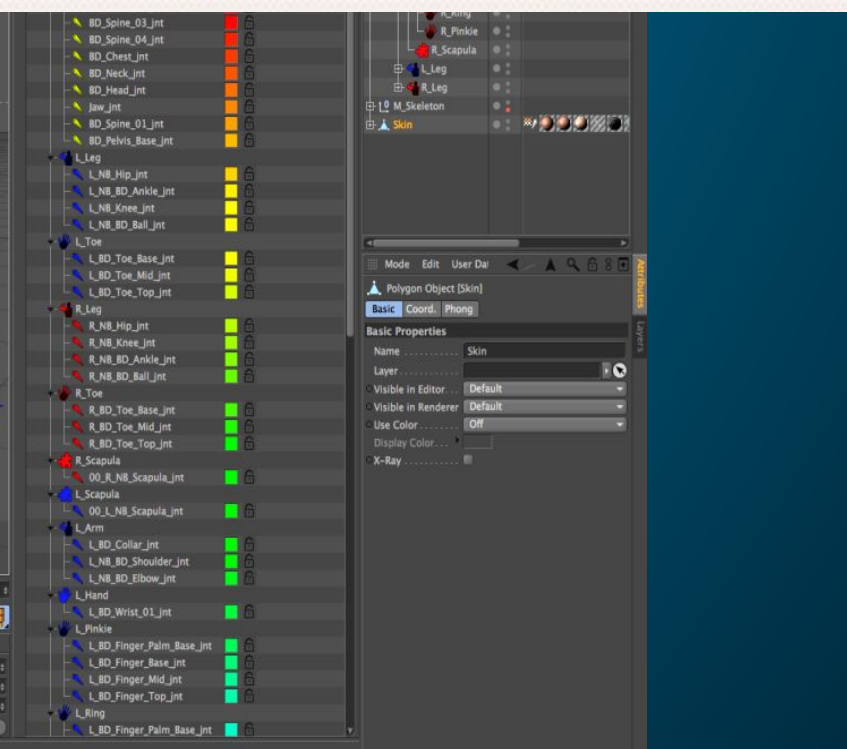 BD_Spine_03_jnt
BD_Spine_04_jnt
BD_Chest_jnt
BD_Neck_jnt
BD_Head_jnt
Jaw_jnt
BD_Spine_01_jnt
BD_Pelvis_Base_jnt
L_Leg
L_NB_Hip_jnt
L_NB_BD_Ankle_jnt
L_NB_Knee_jnt
L_NB_BD_Ball_jnt
L_Toe
L_BD_Toe_Base_jnt
L_BD_Toe_Mid_jnt
L_BD_Toe_Top_jnt
R_Leg
R_NB_Hip_jnt
R_NB_Knee_jnt
R_NB_BD_Ankle_jnt
R_NB_BD_Ball_jnt
R_Toe
R_BD_Toe_Base_jnt
R_BD_Toe_Mid_jnt
R_BD_Toe_Top_jnt
R_Scapula
00_R_NB_Scapula_jnt
L_Scapula
00_L_NB_Scapula_jnt
L_Arm
L_BD_Collar_jnt
L_NB_BD_Shoulder_jnt
L_NB_BD_Elbow_jnt
L_Hand
L_BD_Wrist_01_jnt
L_Pinkie
L_BD_Finger_Palm_Base_jnt
L_BD_Finger_Base_jnt
L_BD_Finger_Mid_jnt
L_BD_Finger_Top_jnt
L_Ring
L_BD_Finger_Palm_Base_jnt
R_Ring
R_Pinkie
R_Scapula
L_Leg
R_Leg
M_Skeleton
Skin
Mode Edit User Da
Polygon Object [Skin]
Basic Coord. Phong
Basic Properties
Name Skin
Layer
Visible in Editor Default
Visible in Renderer Default
Use Color Off
Display Color
X-Ray
Attributes
Layers